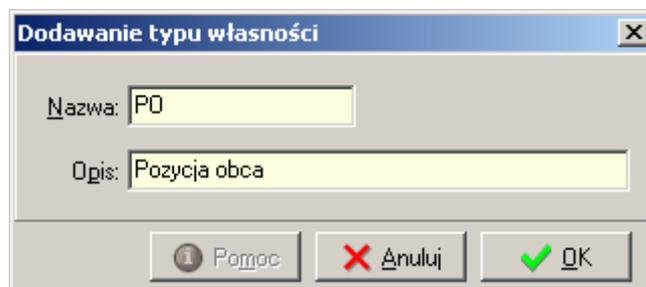 Dodawanie typu własności
Nazwa: PO
Opis: Pozycja obca
Pomoc Anuluj OK